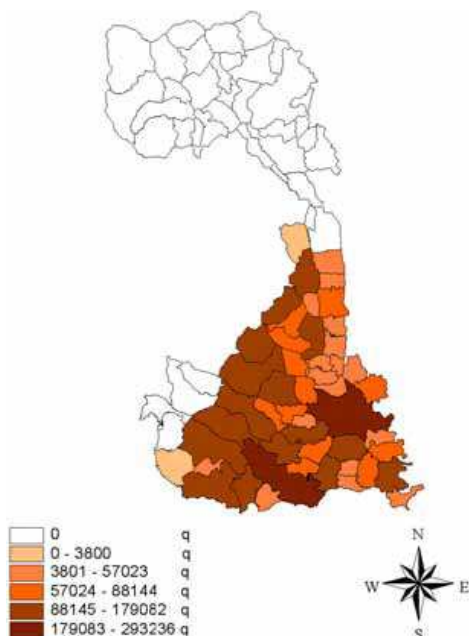 0 q
0 - 3800 q
3801 - 57023 q
57024 - 88144 q
88145 - 179082 q
179083 - 293236 q
N
W E
S